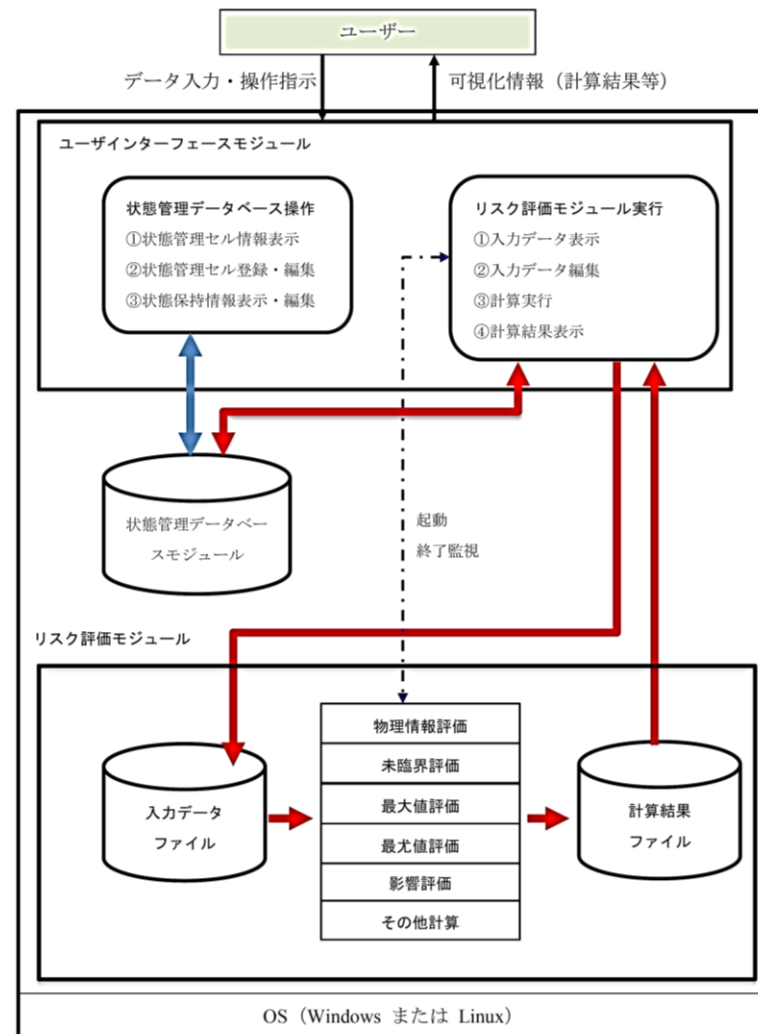 ユーザー
データ入力・操作指示
可視化情報（計算結果等）
ユーザインターフェースモジュール
状態管理データベース操作
①状態管理セル情報表示
②状態管理セル登録・編集
③状態保持情報表示・編集
リスク評価モジュール実行
①入力データ表示
②入力データ編集
③計算実行
④計算結果表示
状態管理データベー
スモジュール
起動
終了監視
リスク評価モジュール
入力データ
ファイル
物理情報評価
未臨界評価
最大値評価
最尤値評価
影響評価
その他計算
計算結果
ファイル
OS（Windows または Linux）